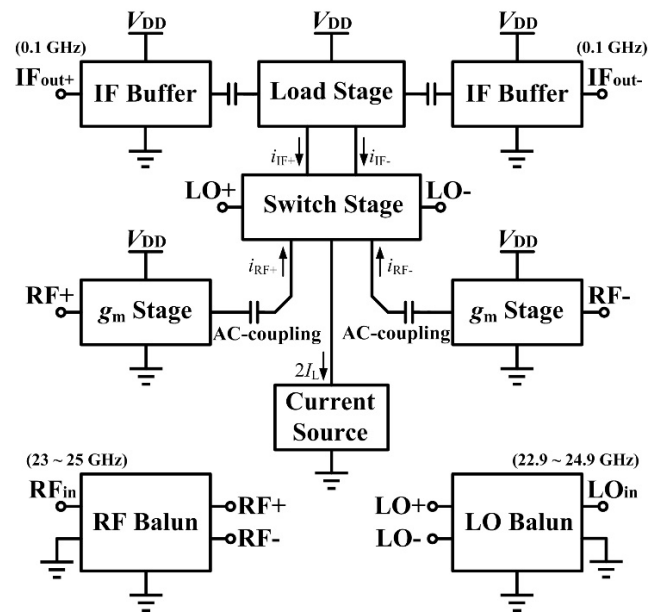 VDD VDD VDD
(0.1 GHz) (0.1 GHz)
IFout+ IF Buffer Load Stage IF Buffer IFout-
iIF+ iIF-
LO+ Switch Stage LO-
VDD iRF+ iRF- VDD
RF+ gm Stage gm Stage RF-
AC-coupling AC-coupling
2IL
Current
Source
(23 ~ 25 GHz) (22.9 ~ 24.9 GHz)
RFin RF+ LO+ LOin
RF Balun LO Balun
RF- LO-